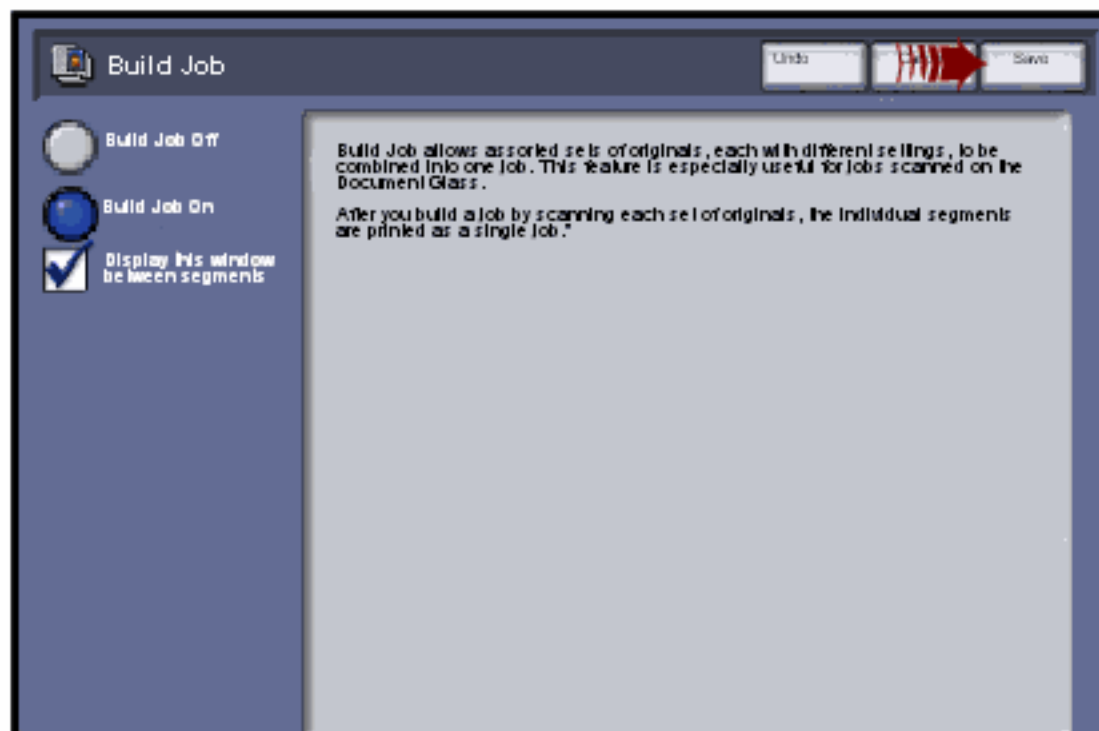 Build Job
Undo
Save
Build Job Off
Build Job On
Display this window
between segments
Build Job allows assorted sets of originals, each with different settings, to be
combined into one job. This feature is especially useful for jobs scanned on the
Document Glass.
After you build a job by scanning each set of originals, the individual segments
are printed as a single job."